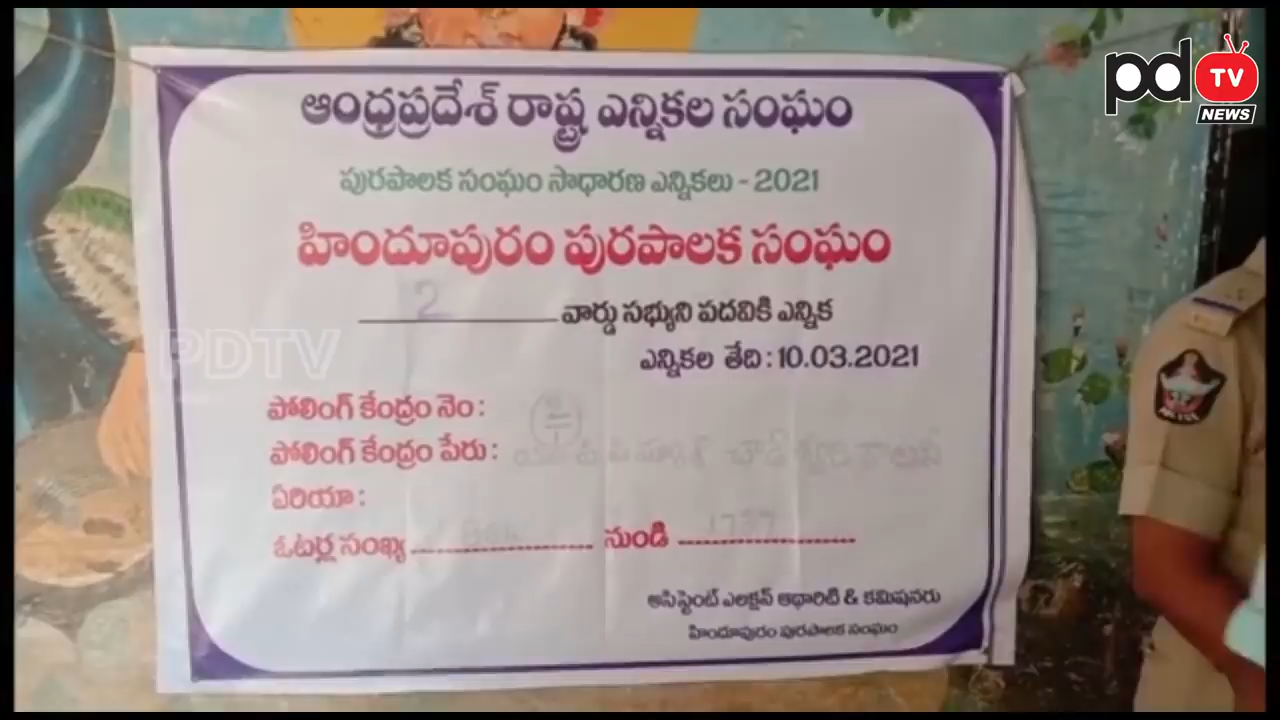 pd TV NEWS
ఆంధ్రప్రదేశ్ రాష్ట్ర ఎన్నికల సంఘం
పురపాలక సంఘం సాధారణ ఎన్నికలు - 2021
హిందూపురం పురపాలక సంఘం
2 వార్డు సభ్యుని పదవికి ఎన్నిక
ఎన్నికల తేది : 10.03.2021
PDTV
పోలింగ్ కేంద్రం నెం :
పోలింగ్ కేంద్రం పేరు :
ఏరియా :
ఓటర్ల సంఖ్య .......................... నుండి ..........................
అసిస్టెంట్ ఎలక్షన్ ఆథారిటి & కమిషనరు
హిందూపురం పురపాలక సంఘం